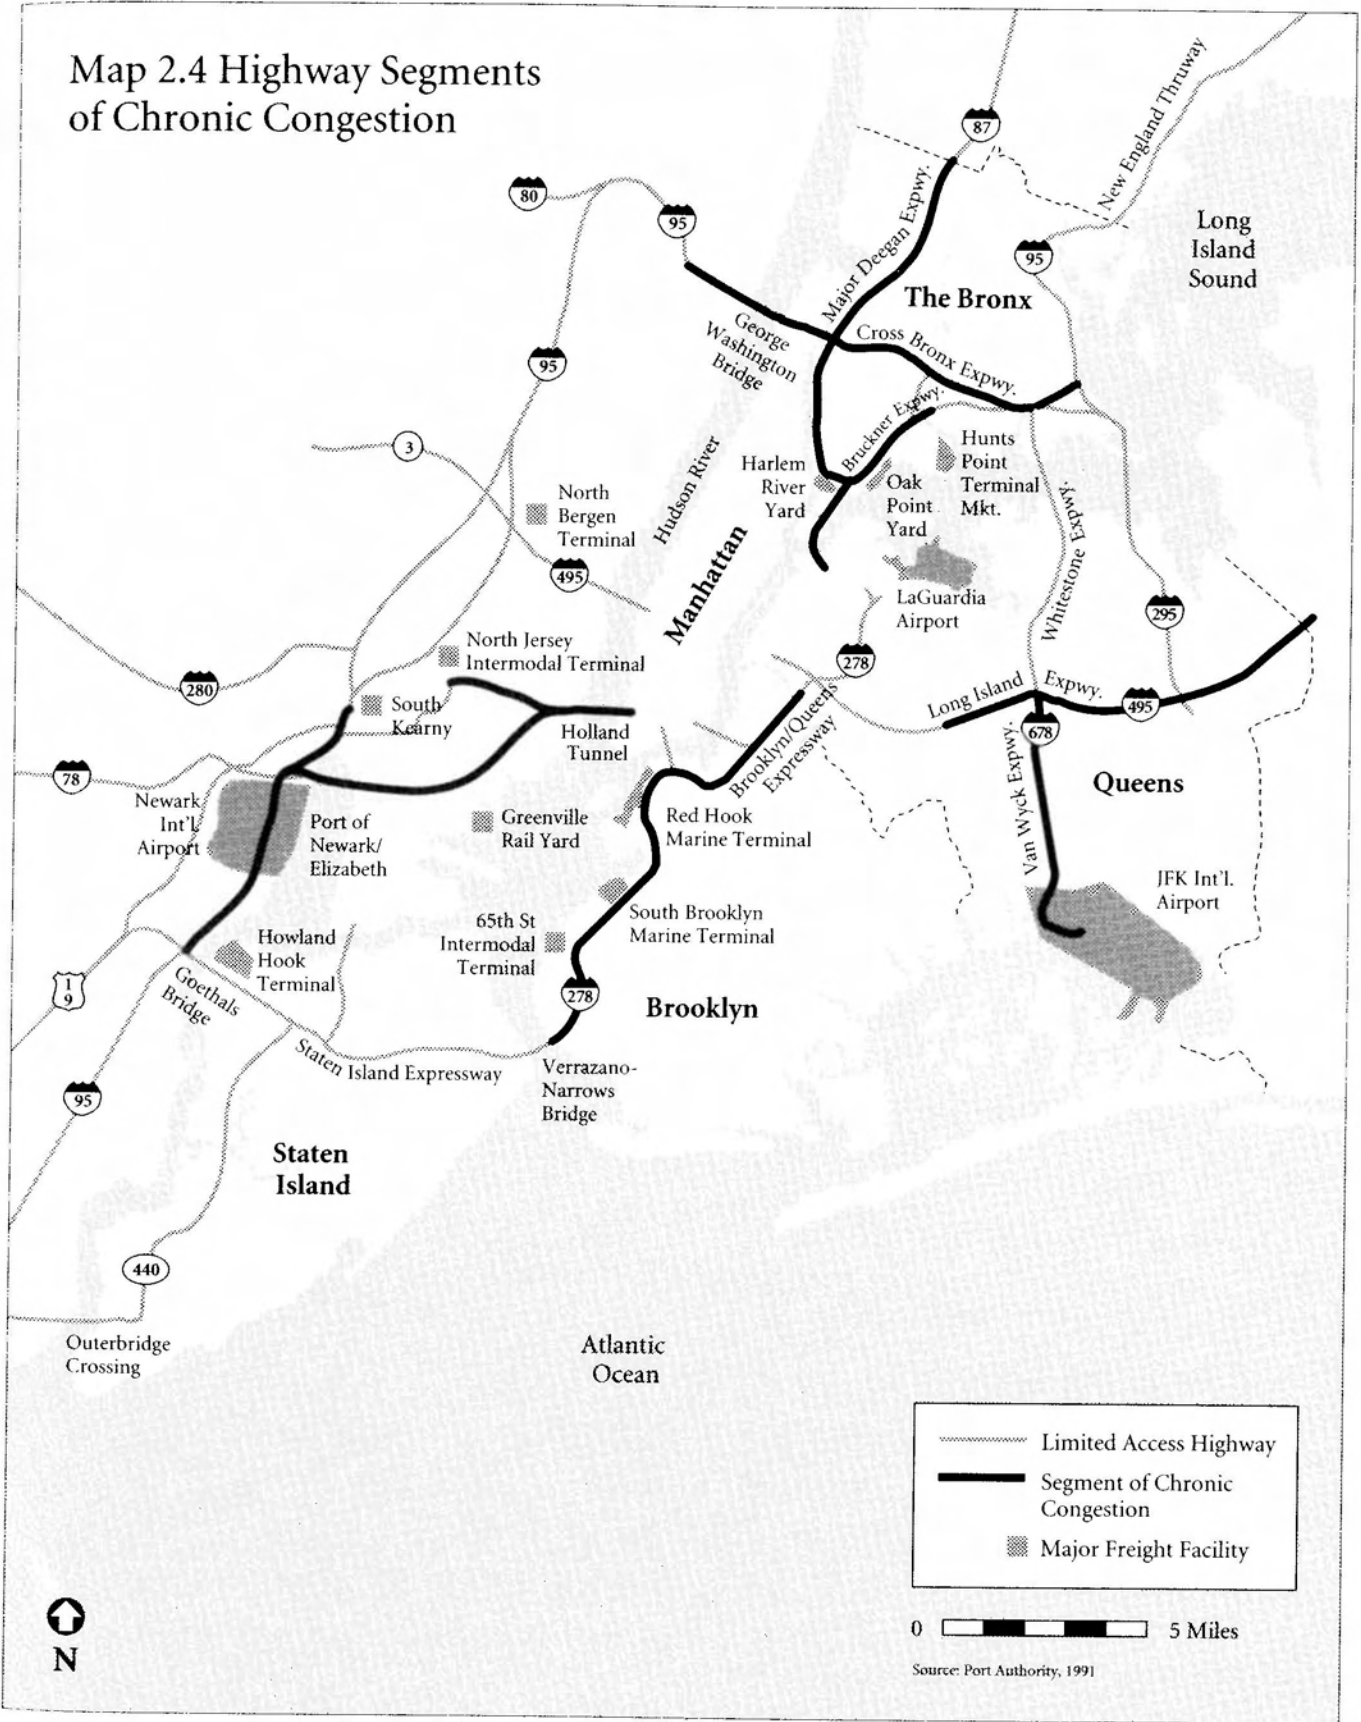 Map 2.4 Highway Segments
of Chronic Congestion
87
New England Thruway
80
95
Major Deegan Expwy.
Long
Island
Sound
95
The Bronx
George
Washington
Bridge
Cross Bronx Expwy.
95
Bruckner Expwy.
3
Hudson River
Harlem
River
Yard
Oak
Point
Yard
Hunts
Point
Terminal
Mkt.
North
Bergen
Terminal
Whitestone Expwy.
495
Manhattan
LaGuardia
Airport
295
North Jersey
Intermodal Terminal
278
280
South
Kearny
Long Island Expwy.
495
Holland
Tunnel
678
Brooklyn/Queens
Expressway
78
Van Wyck Expwy.
Queens
Newark
Int'l.
Airport
Port of
Newark/
Elizabeth
Greenville
Rail Yard
Red Hook
Marine Terminal
JFK Int'l.
Airport
65th St
Intermodal
Terminal
South Brooklyn
Marine Terminal
Howland
Hook
Terminal
1
9
Goethals
Bridge
278
Brooklyn
Staten Island Expressway
Verrazano-
Narrows
Bridge
95
Staten
Island
440
Outerbridge
Crossing
Atlantic
Ocean
Limited Access Highway
Segment of Chronic
Congestion
Major Freight Facility
0
5 Miles
N
Source: Port Authority, 1991